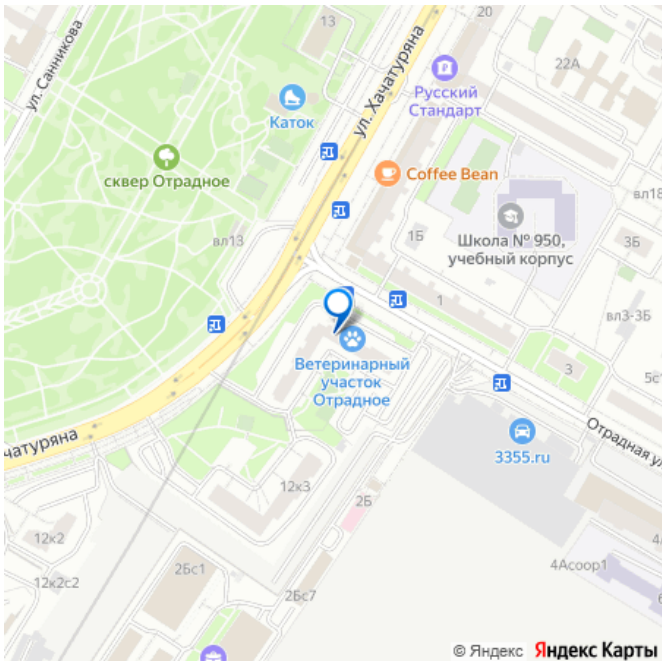 ул. Санникова
13
20
22А
Русский
Стандарт
ул. Хачатуряна
Каток
Coffee Bean
сквер Отрадное
вл18
1Б
Школа № 950,
учебный корпус
3Б
вл13
1
вл3-3Б
Ветеринарный
участок
Отрадное
3
5с1
Отрадная ул.
3355.ru
чатуряна
12к3
2Б
12к2
12к2с2
2Бс1
2Бс7
4Асоор1
© Яндекс Яндекс Карты